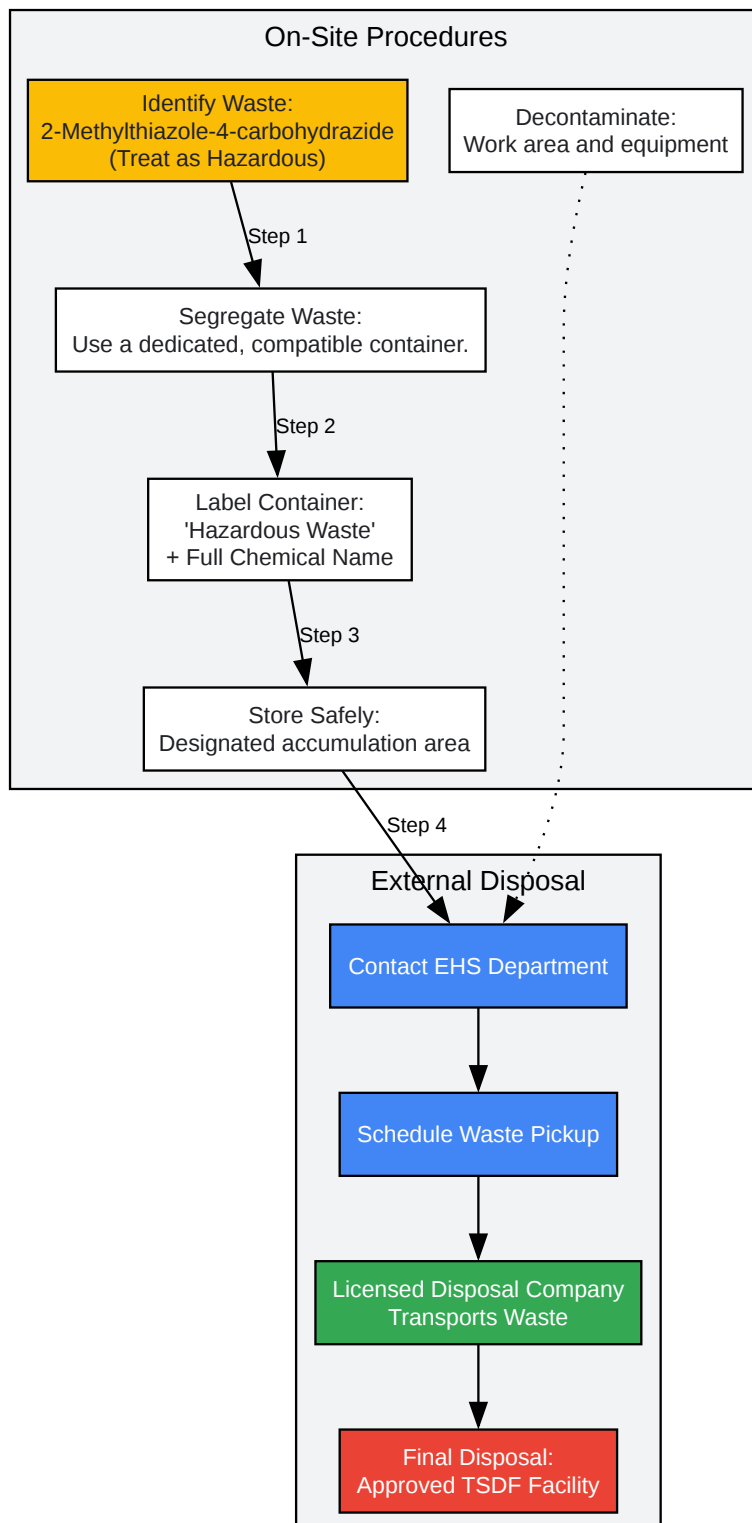 On-Site Procedures
Identify Waste:
2-Methylthiazole-4-carbohydrazide
(Treat as Hazardous)
Decontaminate:
Work area and equipment
Step 1
Segregate Waste:
Use a dedicated, compatible container.
Step 2
Label Container:
'Hazardous Waste'
+ Full Chemical Name
Step 3
Store Safely:
Designated accumulation area
Step 4
External Disposal
Contact EHS Department
Schedule Waste Pickup
Licensed Disposal Company
Transports Waste
Final Disposal:
Approved TSDF Facility